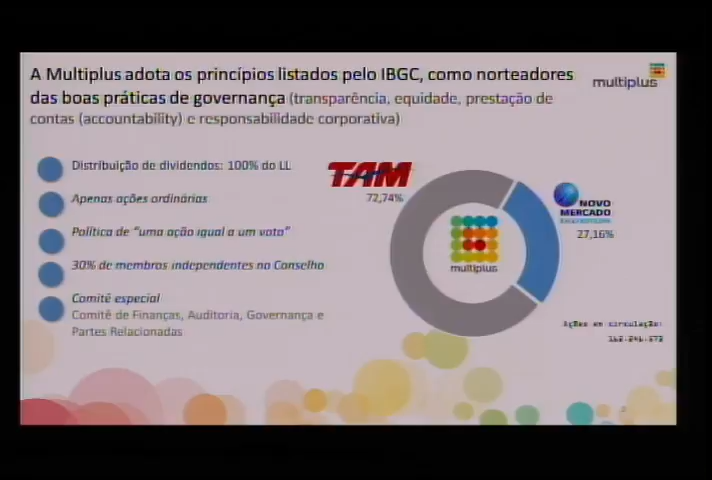 A Multiplus adota os princípios listados pelo IBGC, como norteadores
das boas práticas de governança (transparência, equidade, prestação de
contas (accountability) e responsabilidade corporativa)
multiplus
Distribuição de dividendos: 100% do LL
Apenas ações ordinárias
Política de "uma ação igual a um voto"
30% de membros independentes no Conselho
Comitê especial
Comitê de Finanças, Auditoria, Governança e
Partes Relacionadas
TAM
72,74%
multiplus
NOVO
MERCADO
27,16%
Ações em circulação: